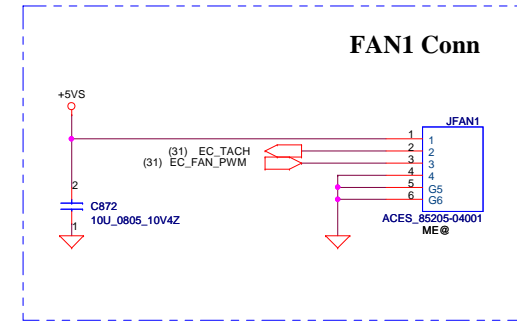 FAN1 Conn
+5VS
JFAN1
1 1
(31) EC_TACH 2 2
(31) EC_FAN_PWM 3 3
4 4
5 G5
6 G6
2
C872
10U_0805_10V4Z
1
ACES_85205-04001
ME@